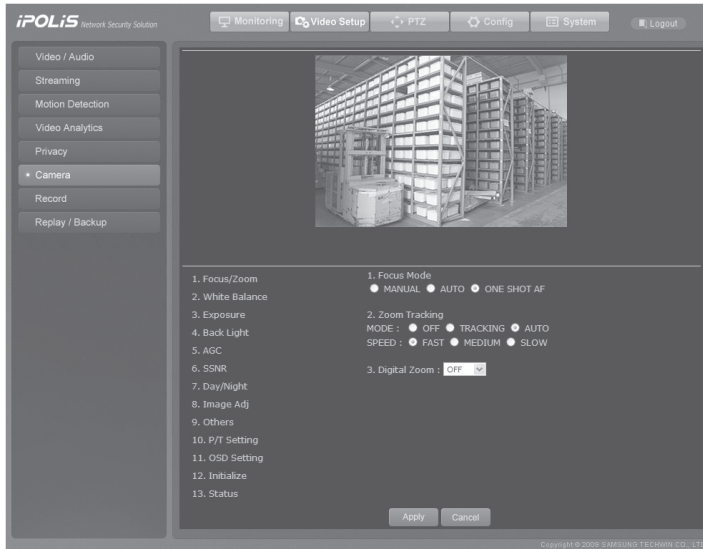 iPOLiS Network Security Solution
Monitoring Video Setup PTZ Config System Logout
Video / Audio
Streaming
Motion Detection
Video Analytics
Privacy
Camera
Record
Replay / Backup
1. Focus/Zoom
2. White Balance
3. Exposure
4. Back Light
5. AGC
6. SSNR
7. Day/Night
8. Image Adj
9. Others
10. P/T Setting
11. OSD Setting
12. Initialize
13. Status
1. Focus Mode
MANUAL AUTO ONE SHOT AF
2. Zoom Tracking
MODE : OFF TRACKING AUTO
SPEED : FAST MEDIUM SLOW
3. Digital Zoom : OFF
Apply Cancel
Copyright © 2009 SAMSUNG TECHWIN CO., LTD